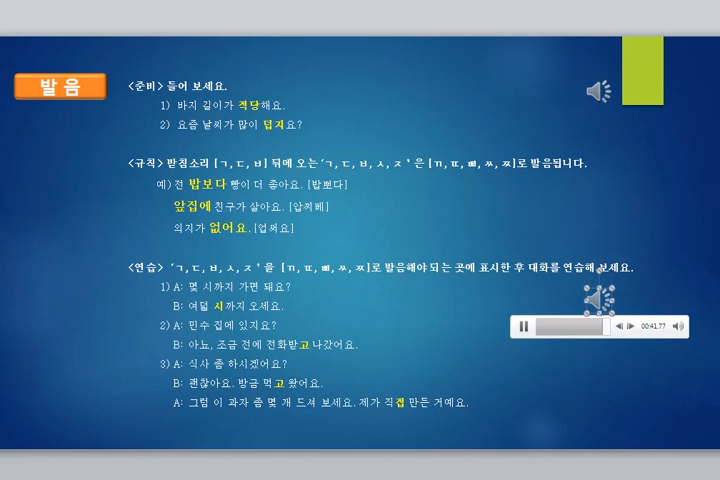 발 음
<준비> 들어 보세요.
1) 바지 길이가 적당해요.
2) 요즘 날씨가 많이 덥지요?
<규칙> 받침소리 [ㄱ, ㄷ, ㅂ] 뒤에 오는 'ㄱ, ㄷ, ㅂ, ㅅ, ㅈ' 은 [ㄲ, ㄸ, ㅃ, ㅆ, ㅉ]로 발음됩니다.
예) 전 밥보다 빵이 더 좋아요. [밥뽀다]
앞집에 친구가 살아요. [압찌베]
의지가 없어요. [업써요]
<연습> 'ㄱ, ㄷ, ㅂ, ㅅ, ㅈ' 을 [ㄲ, ㄸ, ㅃ, ㅆ, ㅉ]로 발음해야 되는 곳에 표시한 후 대화를 연습해 보세요.
1) A: 몇 시까지 가면 돼요?
B: 여덟 시까지 오세요.
2) A: 민수 집에 있지요?
B: 아뇨, 조금 전에 전화받고 나갔어요.
3) A: 식사 좀 하시겠어요?
B: 괜찮아요. 방금 먹고 왔어요.
A: 그럼 이 과자 좀 몇 개 드셔 보세요. 제가 직접 만든 거예요.
00:41.77